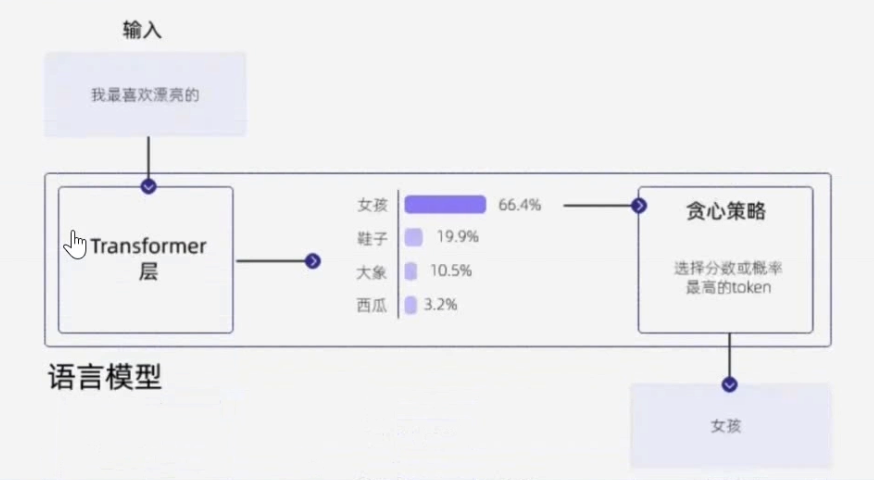 输入
我最喜欢漂亮的
Transformer
层
女孩 66.4%
鞋子 19.9%
大象 10.5%
西瓜 3.2%
贪心策略
选择分数或概率
最高的token
语言模型
女孩